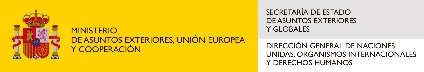 MINISTERIO
DE ASUNTOS EXTERIORES, UNIÓN EUROPEA
Y COOPERACIÓN
SECRETARÍA DE ESTADO
DE ASUNTOS EXTERIORES
Y GLOBALES
DIRECCIÓN GENERAL DE NACIONES
UNIDAS, ORGANISMOS INTERNACIONALES
Y DERECHOS HUMANOS